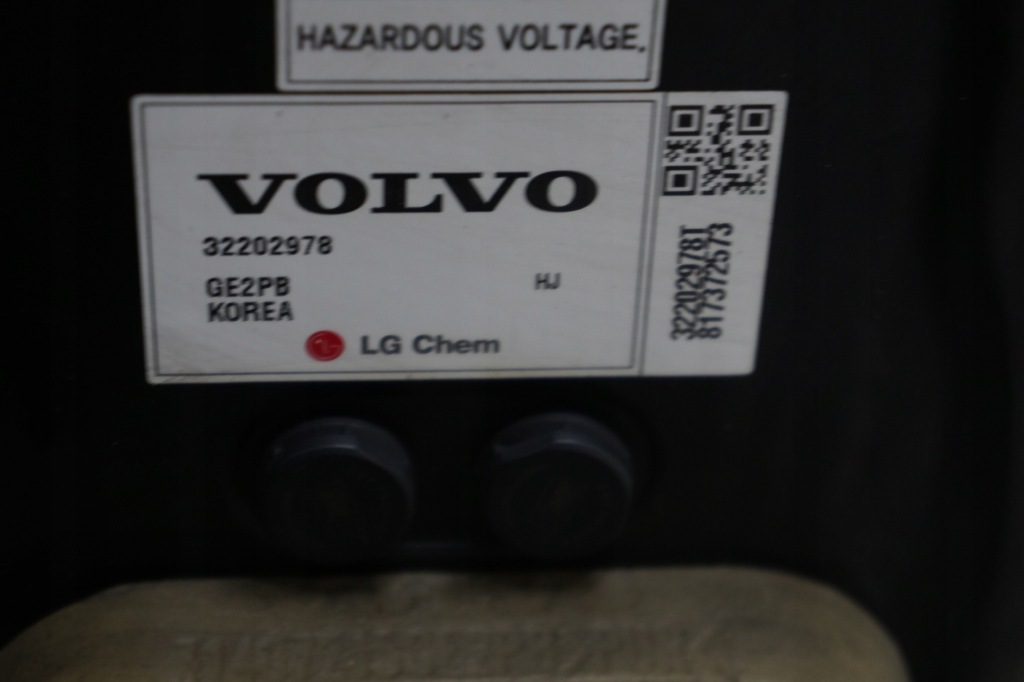 HAZARDOUS VOLTAGE.
VOLVO
32202978
GE2PB
HJ
KOREA
LG Chem
32202978T
817372573